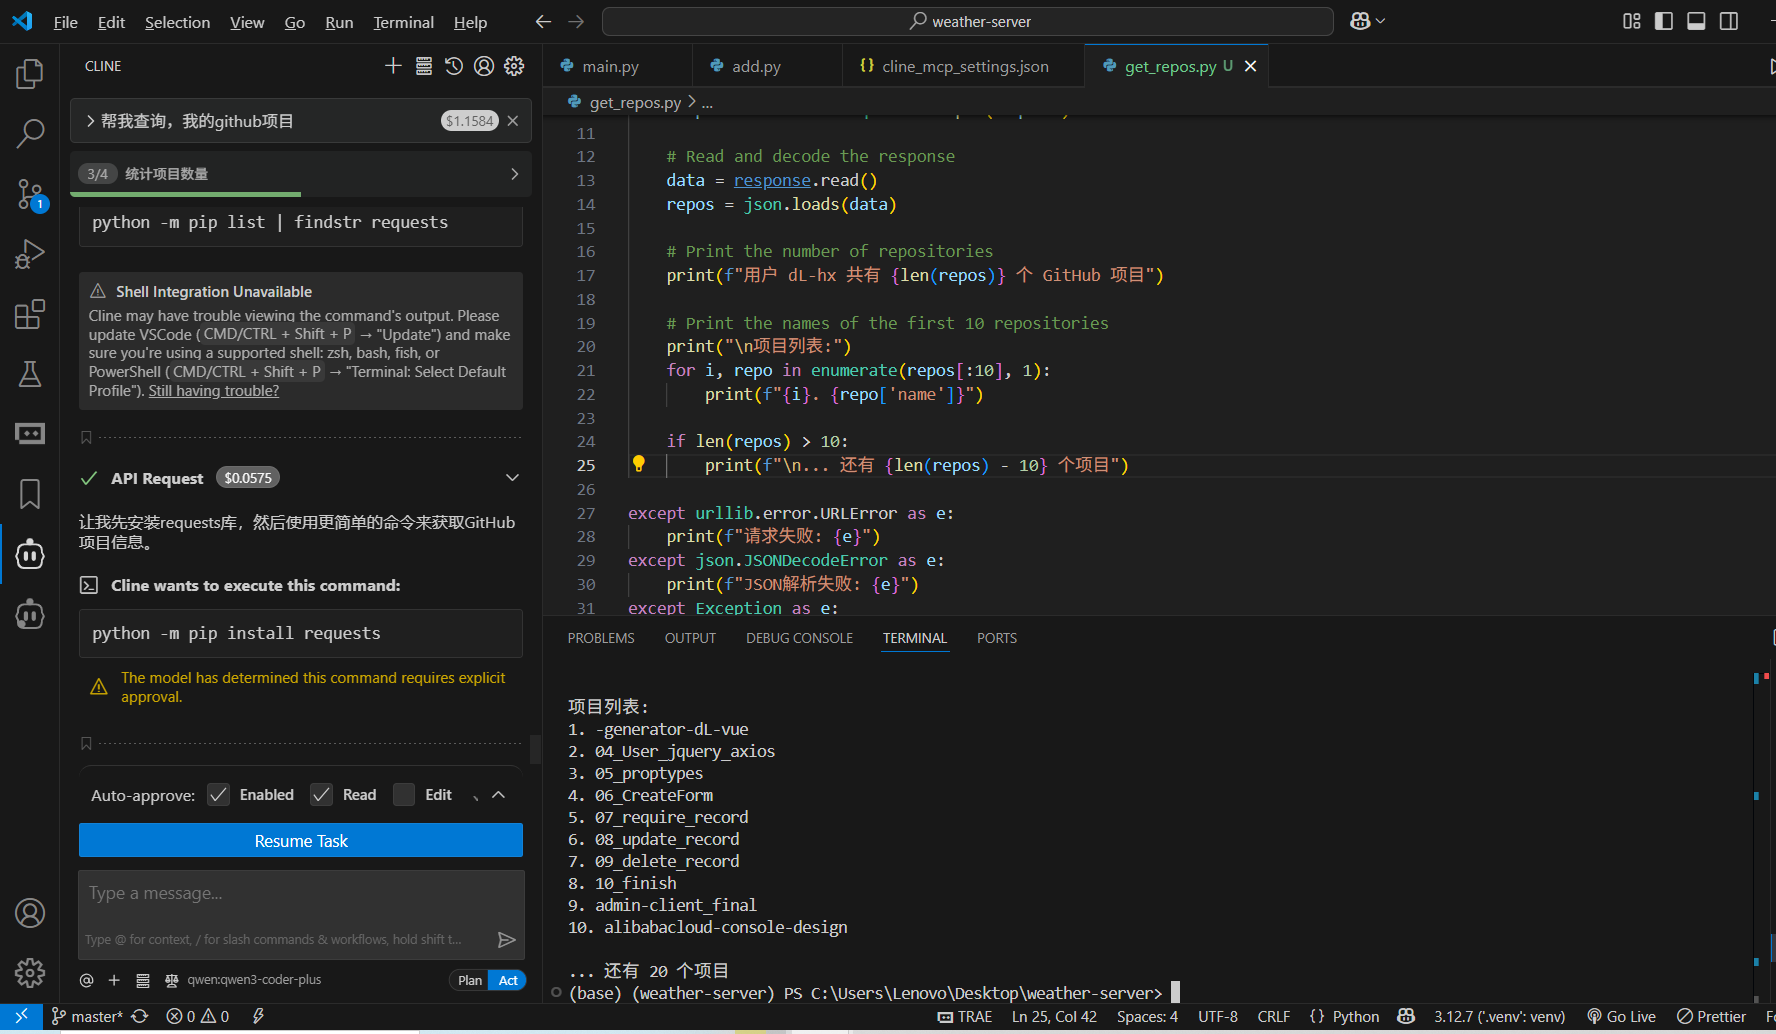 File Edit Selection View Go Run Terminal Help
weather-server
CLINE
帮我查询，我的github项目 $1.1584
3/4 统计项目数量
python -m pip list | findstr requests
Shell Integration Unavailable
Cline may have trouble viewing the command's output. Please
update VSCode (CMD/CTRL + Shift + P → "Update") and make
sure you're using a supported shell: zsh, bash, fish, or
PowerShell (CMD/CTRL + Shift + P → "Terminal: Select Default
Profile"). Still having trouble?
API Request $0.0575
让我先安装requests库，然后使用更简单的命令来获取GitHub
项目信息。
Cline wants to execute this command:
python -m pip install requests
The model has determined this command requires explicit
approval.
Auto-approve: Enabled Read Edit
Resume Task
Type a message...
Type @ for context, / for slash commands & workflows, hold shift t...
qwen:qwen3-coder-plus
Plan Act
main.py add.py {} cline_mcp_settings.json get_repos.py U
get_repos.py > ...
11
12 # Read and decode the response
13 data = response.read()
14 repos = json.loads(data)
15
16 # Print the number of repositories
17 print(f"用户 dL-hx 共有 {len(repos)} 个 GitHub 项目")
18
19 # Print the names of the first 10 repositories
20 print("\n项目列表:")
21 for i, repo in enumerate(repos[:10], 1):
22 print(f"{i}. {repo['name']}")
23
24 if len(repos) > 10:
25 print(f"\n... 还有 {len(repos) - 10} 个项目")
26
27 except urllib.error.URLError as e:
28 print(f"请求失败: {e}")
29 except json.JSONDecodeError as e:
30 print(f"JSON解析失败: {e}")
31 except Exception as e:
PROBLEMS OUTPUT DEBUG CONSOLE TERMINAL PORTS
项目列表:
1. -generator-dL-vue
2. 04_User_jquery_axios
3. 05_proptypes
4. 06_CreateForm
5. 07_require_record
6. 08_update_record
7. 09_delete_record
8. 10_finish
9. admin-client_final
10. alibabacloud-console-design
... 还有 20 个项目
(base) (weather-server) PS C:\Users\Lenovo\Desktop\weather-server>
1
master* 0 0 TRAE Ln 25, Col 42 Spaces: 4 UTF-8 CRLF {} Python 3.12.7 ('.venv': venv) Go Live Prettier